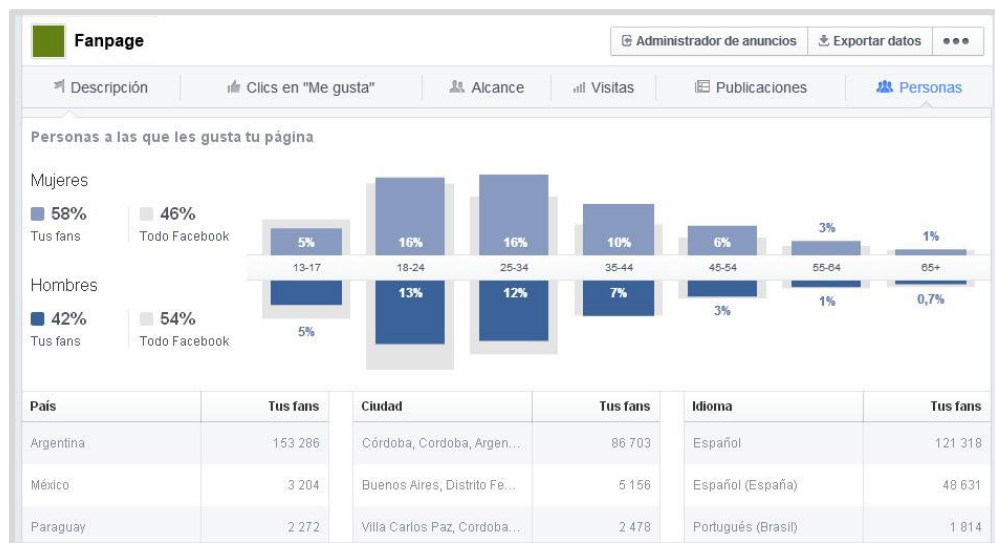 Fanpage
Administrador de anuncios Exportar datos
Descripción Clics en "Me gusta" Alcance Visitas Publicaciones Personas
Personas a las que les gusta tu página
Mujeres
58% 46%
Tus fans Todo Facebook
5% 16% 16% 10% 6% 3% 1%
13-17 18-24 25-34 35-44 45-54 55-64 65+
Hombres
42% 54%
Tus fans Todo Facebook
5% 13% 12% 7% 3% 1% 0,7%
País Tus fans Ciudad Tus fans Idioma Tus fans
Argentina 153 286 Córdoba, Cordoba, Argen... 86 703 Español 121 318
México 3 204 Buenos Aires, Distrito Fe... 5 156 Español (España) 48 631
Paraguay 2 272 Villa Carlos Paz, Cordoba... 2 478 Portugués (Brasil) 1 814